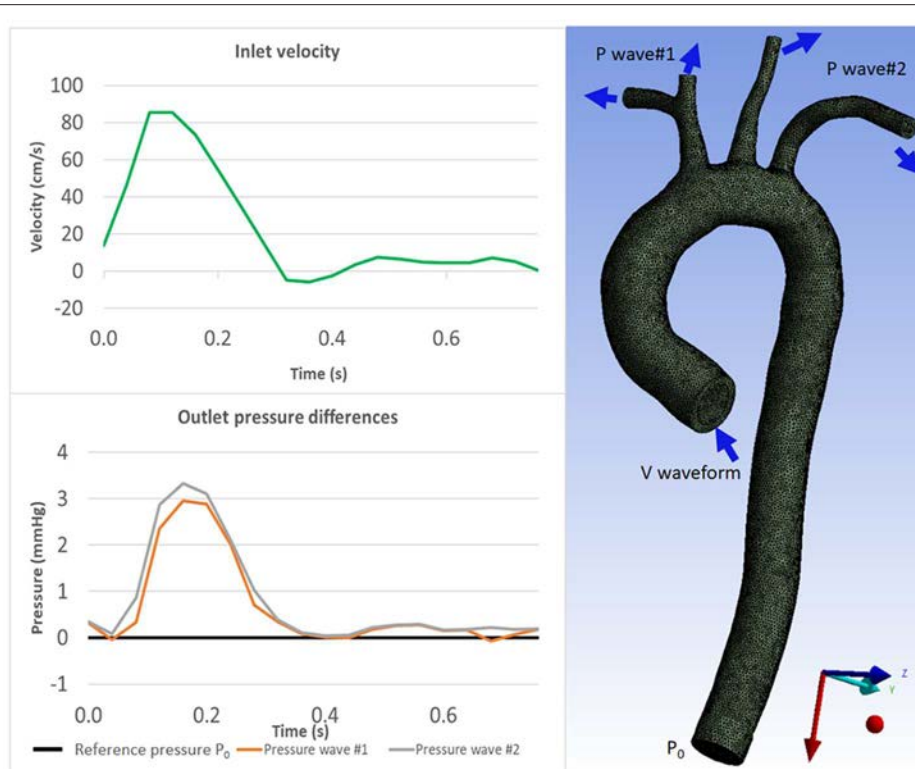 Inlet velocity
Velocity (cm/s)
100
80
60
40
20
0
-20
0.0 0.2 0.4 0.6
Time (s)
Outlet pressure differences
Pressure (mmHg)
4
3
2
1
0
-1
0.0 0.2 0.4 0.6
Time (s)
Reference pressure P₀ Pressure wave #1 Pressure wave #2
P wave#1
P wave#2
V waveform
P₀
Z
Y